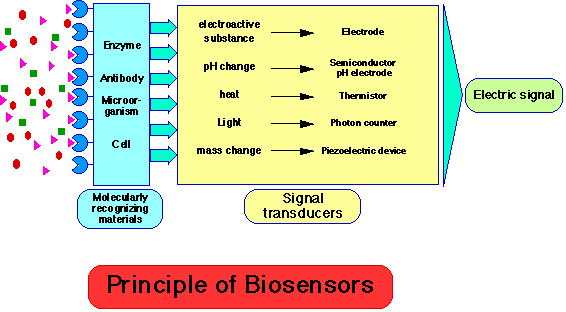 Enzyme
Antibody
Microor-
ganism
Cell
Molecularly
recognizing
materials
electroactive
substance
Electrode
pH change
Semiconductor
pH electrode
heat
Thermistor
Light
Photon counter
mass change
Piezoelectric device
Signal
transducers
Electric signal
Principle of Biosensors